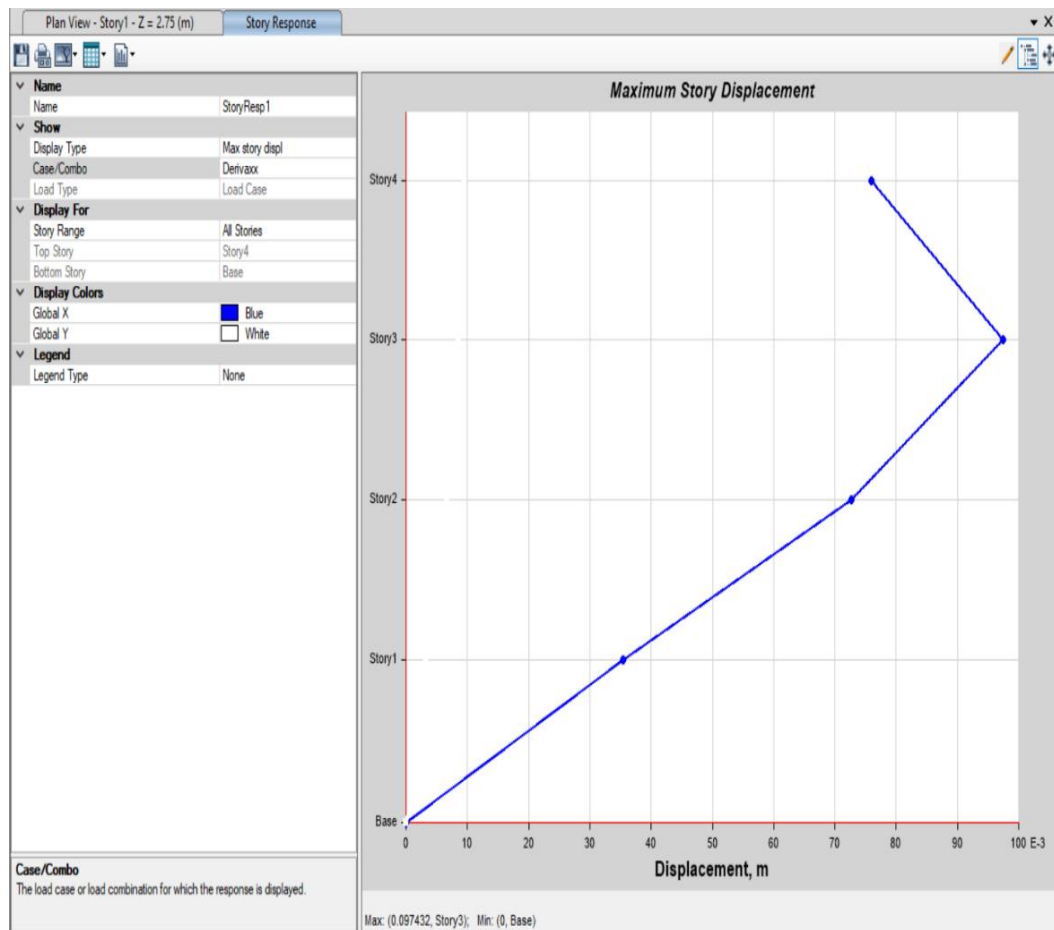 Plan View - Story1 - Z = 2.75 (m)
Story Response
Name
Name StoryResp1
Show
Display Type Max story displ
Case/Combo Derivaxx
Load Type Load Case
Display For
Story Range All Stories
Top Story Story4
Bottom Story Base
Display Colors
Global X Blue
Global Y White
Legend
Legend Type None
Case/Combo
The load case or load combination for which the response is displayed.
Maximum Story Displacement
Story4
Story3
Story2
Story1
Base
0 10 20 30 40 50 60 70 80 90 100 E-3
Displacement, m
Max: (0.097432, Story3); Min: (0, Base)